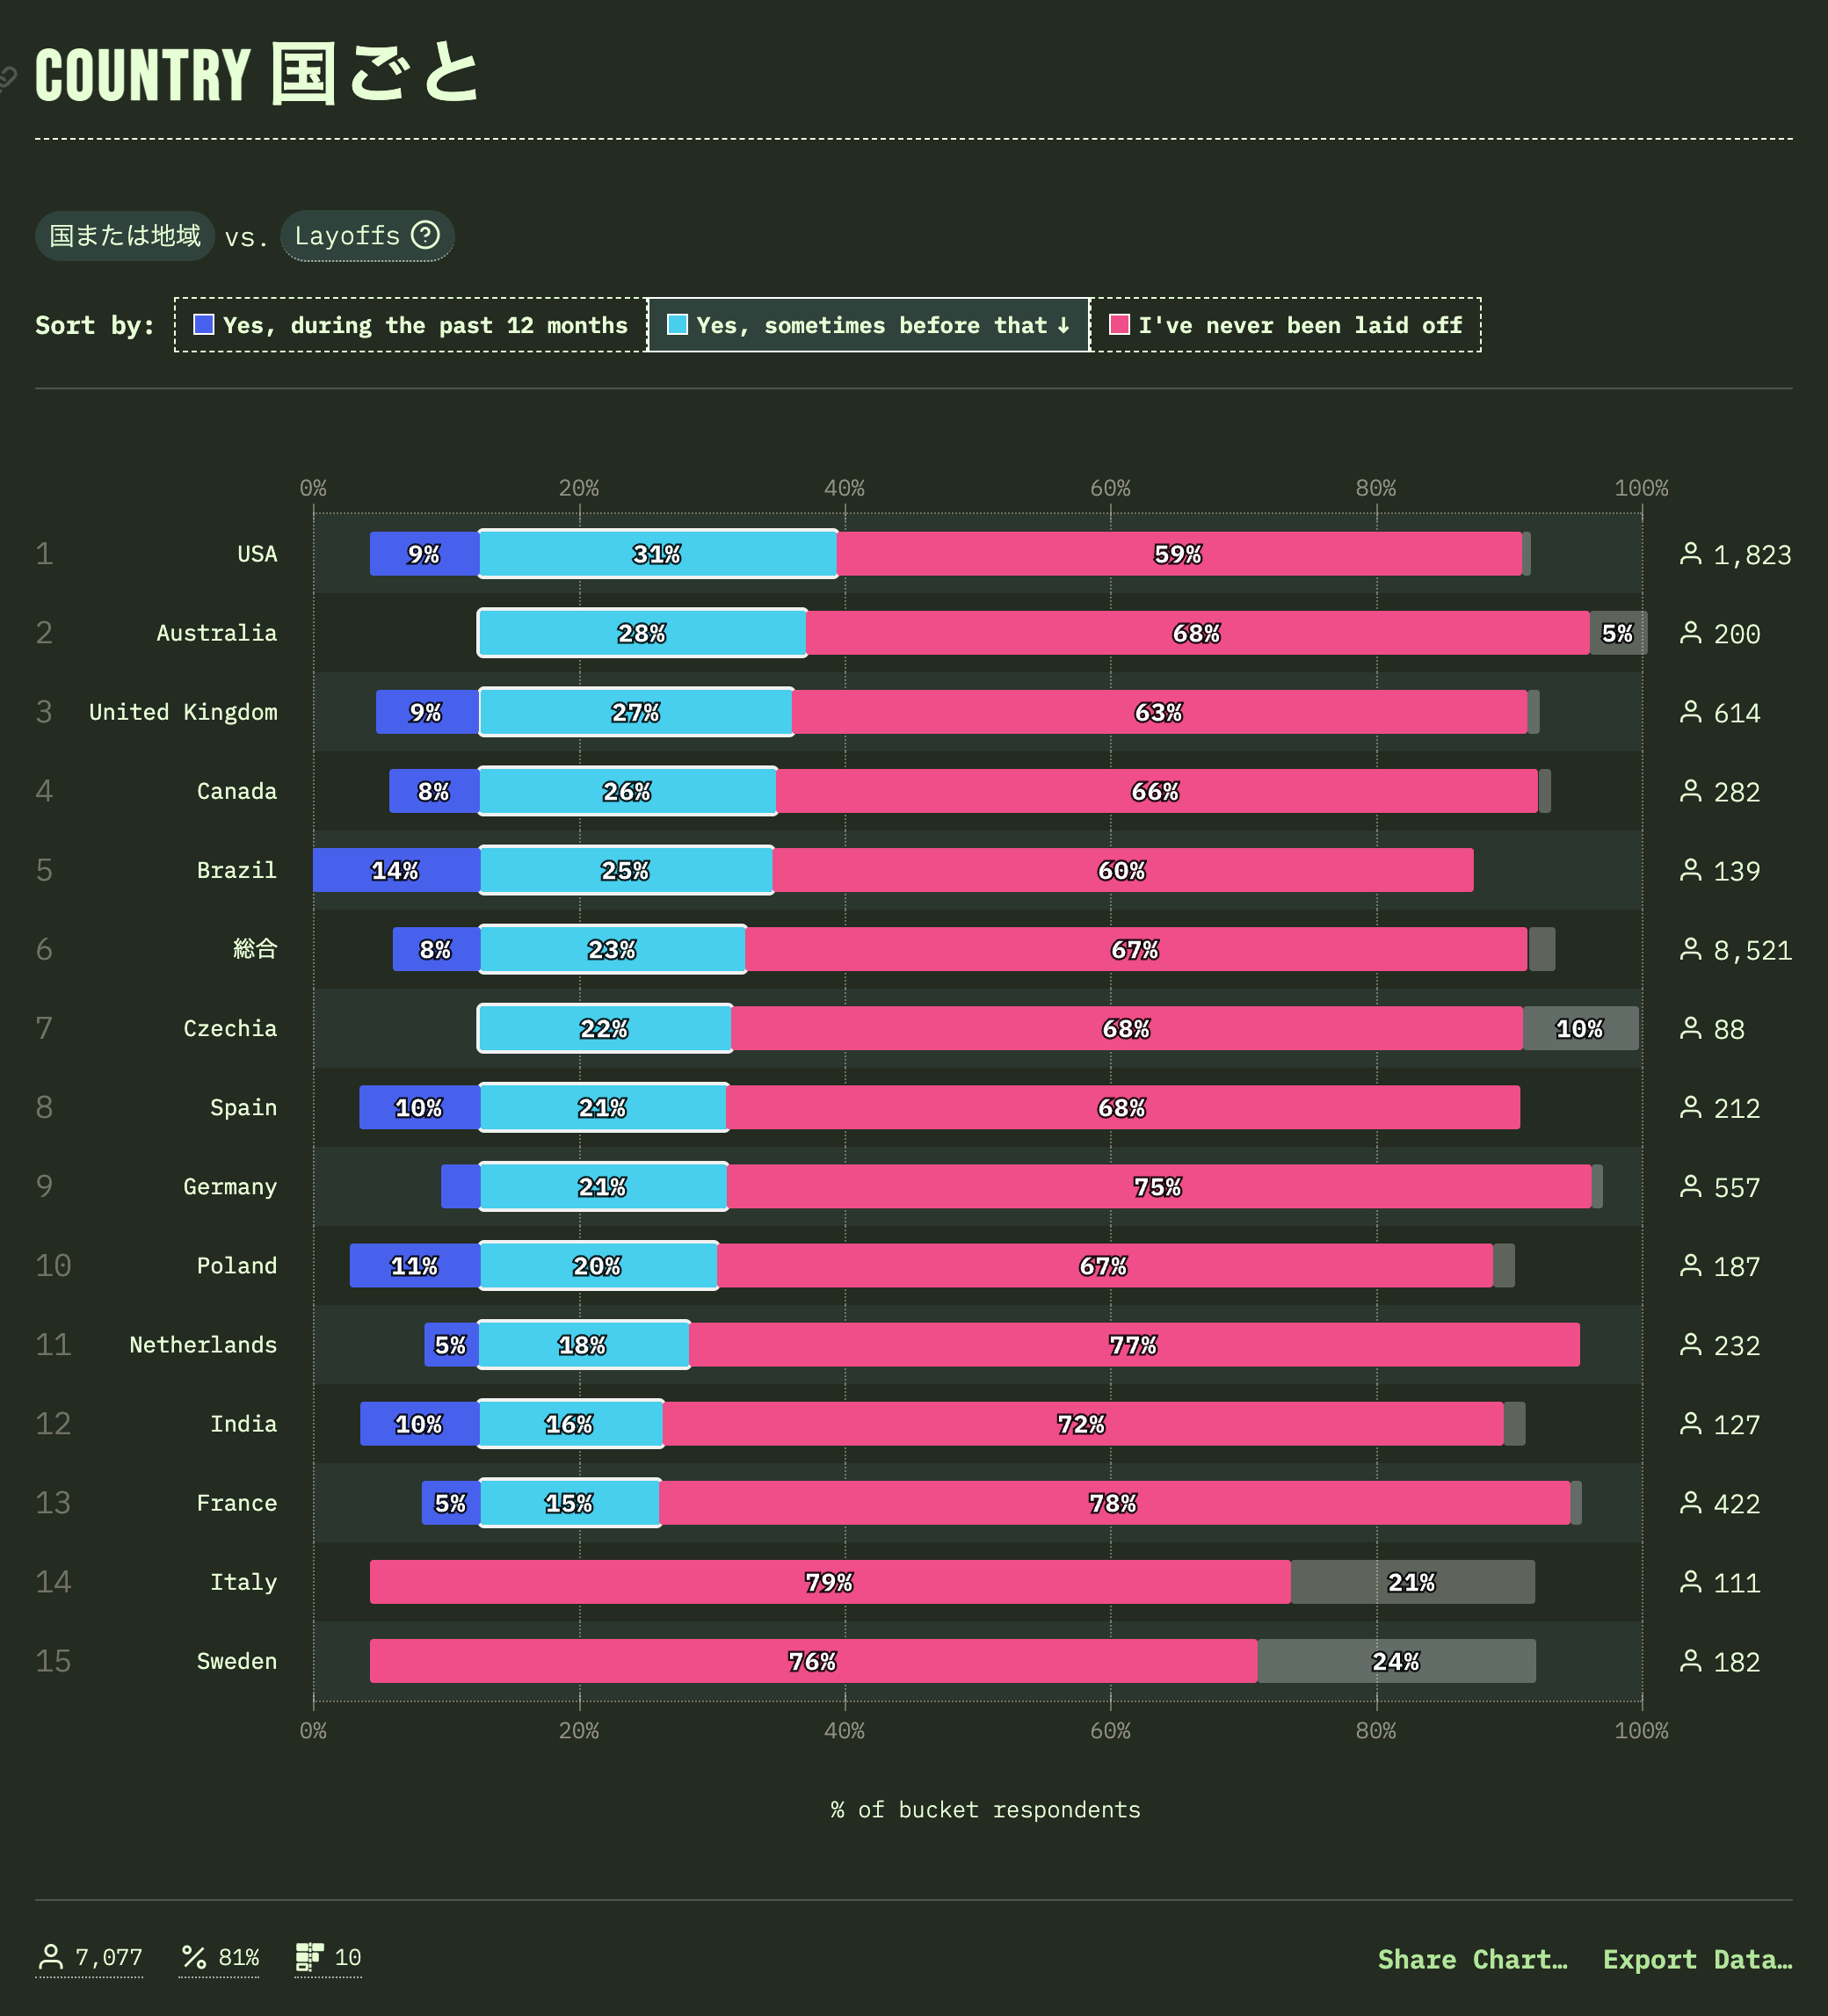 COUNTRY 国ごと
国または地域 vs. Layoffs ?
Sort by: Yes, during the past 12 months Yes, sometimes before that ↓ I've never been laid off
0% 20% 40% 60% 80% 100%
1 USA 9% 31% 59% 1,823
2 Australia 28% 68% 5% 200
3 United Kingdom 9% 27% 63% 614
4 Canada 8% 26% 66% 282
5 Brazil 14% 25% 60% 139
6 総合 8% 23% 67% 8,521
7 Czechia 22% 68% 10% 88
8 Spain 10% 21% 68% 212
9 Germany 21% 75% 557
10 Poland 11% 20% 67% 187
11 Netherlands 5% 18% 77% 232
12 India 10% 16% 72% 127
13 France 5% 15% 78% 422
14 Italy 79% 21% 111
15 Sweden 76% 24% 182
0% 20% 40% 60% 80% 100%
% of bucket respondents
7,077 % 81% 10 Share Chart… Export Data…